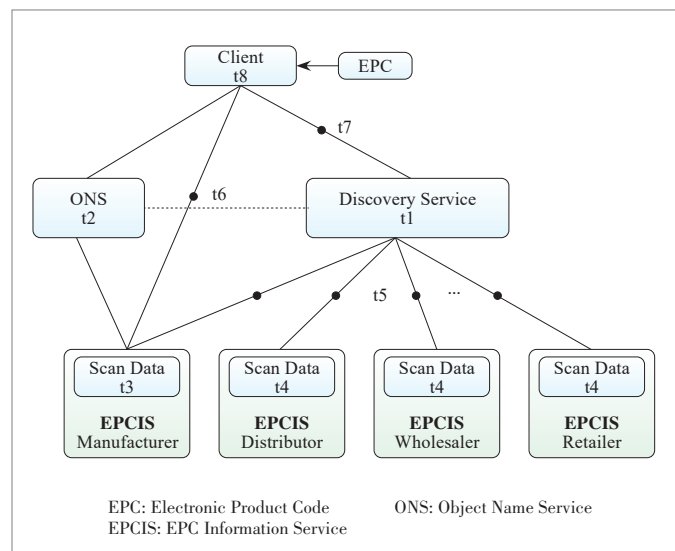 Client
t8
EPC
t7
ONS
t2
t6
Discovery Service
t1
t5
...
Scan Data
t3
EPCIS
Manufacturer
Scan Data
t4
EPCIS
Distributor
Scan Data
t4
EPCIS
Wholesaler
Scan Data
t4
EPCIS
Retailer
EPC: Electronic Product Code
ONS: Object Name Service
EPCIS: EPC Information Service